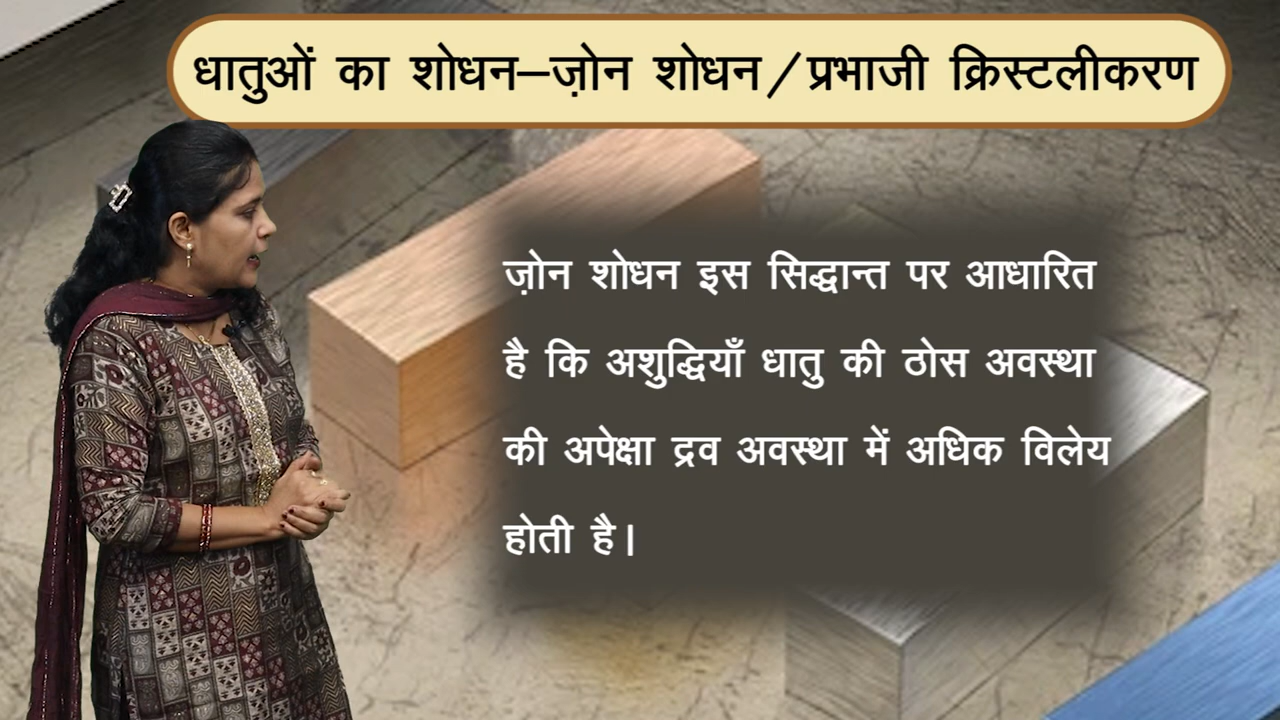 धातुओं का शोधन–ज़ोन शोधन/प्रभाजी क्रिस्टलीकरण
ज़ोन शोधन इस सिद्धान्त पर आधारित
है कि अशुद्धियाँ धातु की ठोस अवस्था
की अपेक्षा द्रव अवस्था में अधिक विलेय
होती है।